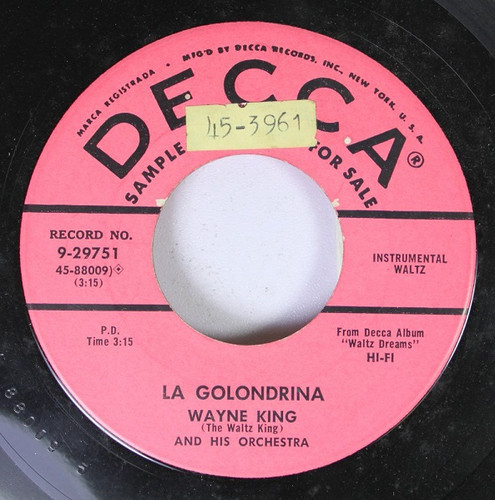 MARCA REGISTRADA • MFG'D BY DECCA RECORDS, INC., NEW YORK, U. S. A.
DECCA®
45-3961
SAMPLE FOR SALE
RECORD NO.
9-29751
45-88009)
(3:15)
INSTRUMENTAL
WALTZ
P.D.
Time 3:15
From Decca Album
"Waltz Dreams"
HI-FI
LA GOLONDRINA
WAYNE KING
(The Waltz King)
AND HIS ORCHESTRA